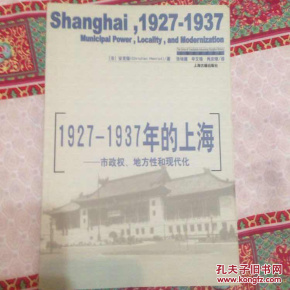 Shanghai ,1927-1937
Municipal Power, Locality, and Modernization
上海古籍出版社
1927-1937年的上海
——市政权、地方性和现代化
孔夫子旧书网